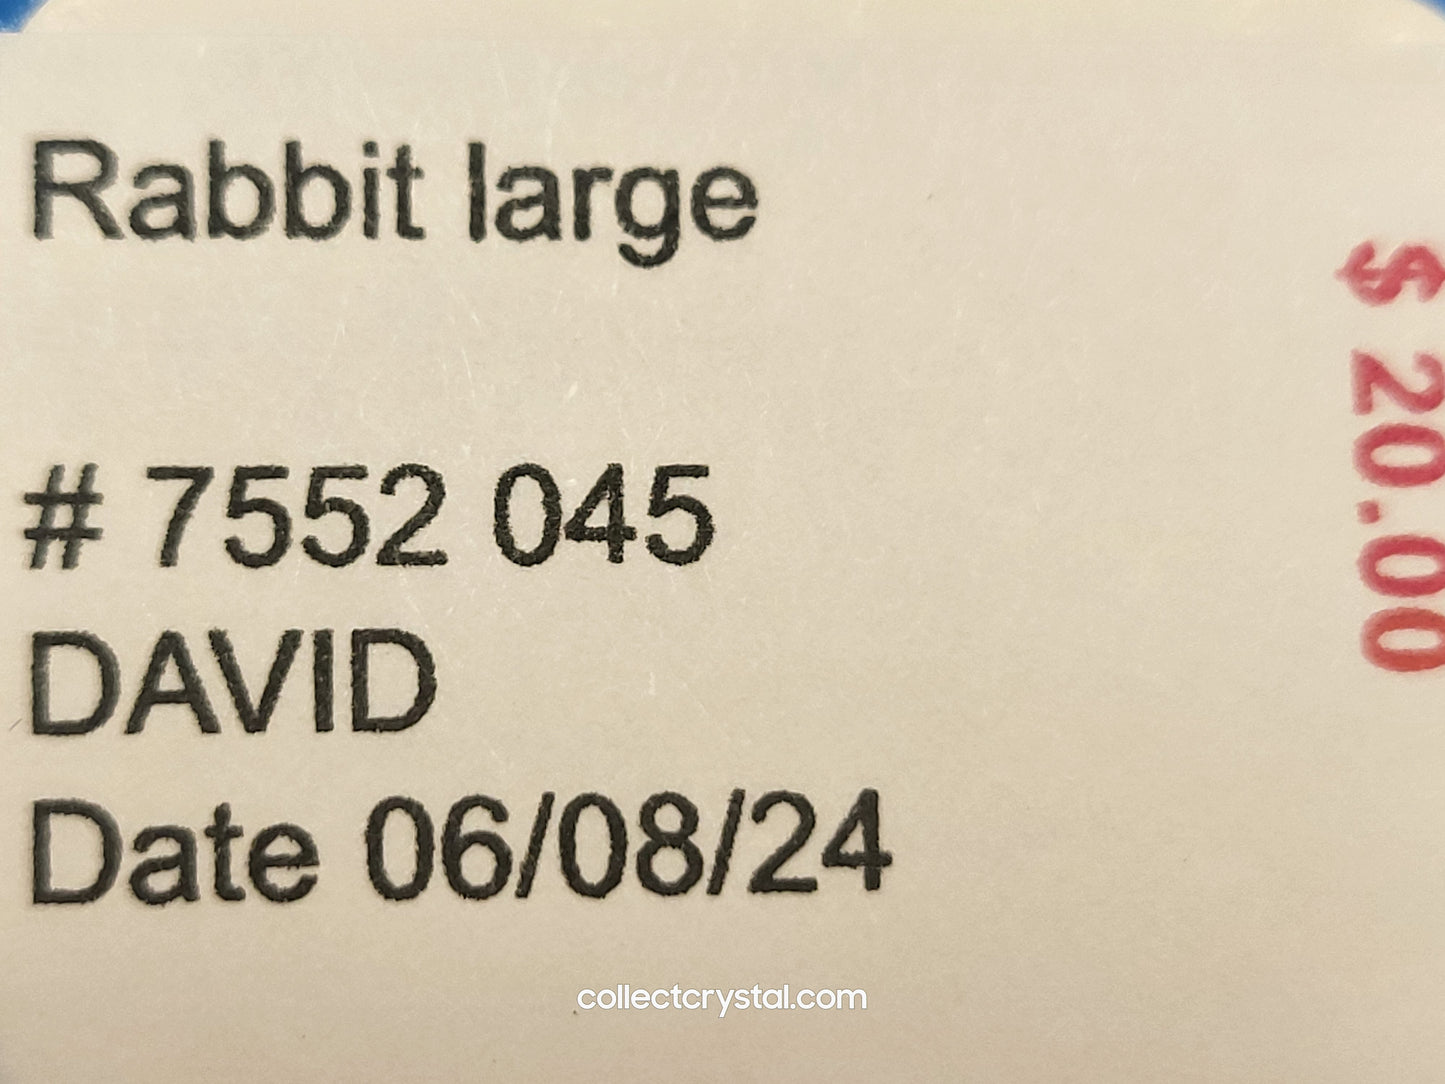 Rabbit large
# 7552 045
DAVID
Date 06/08/24
$ 20.00
collectcrystal.com